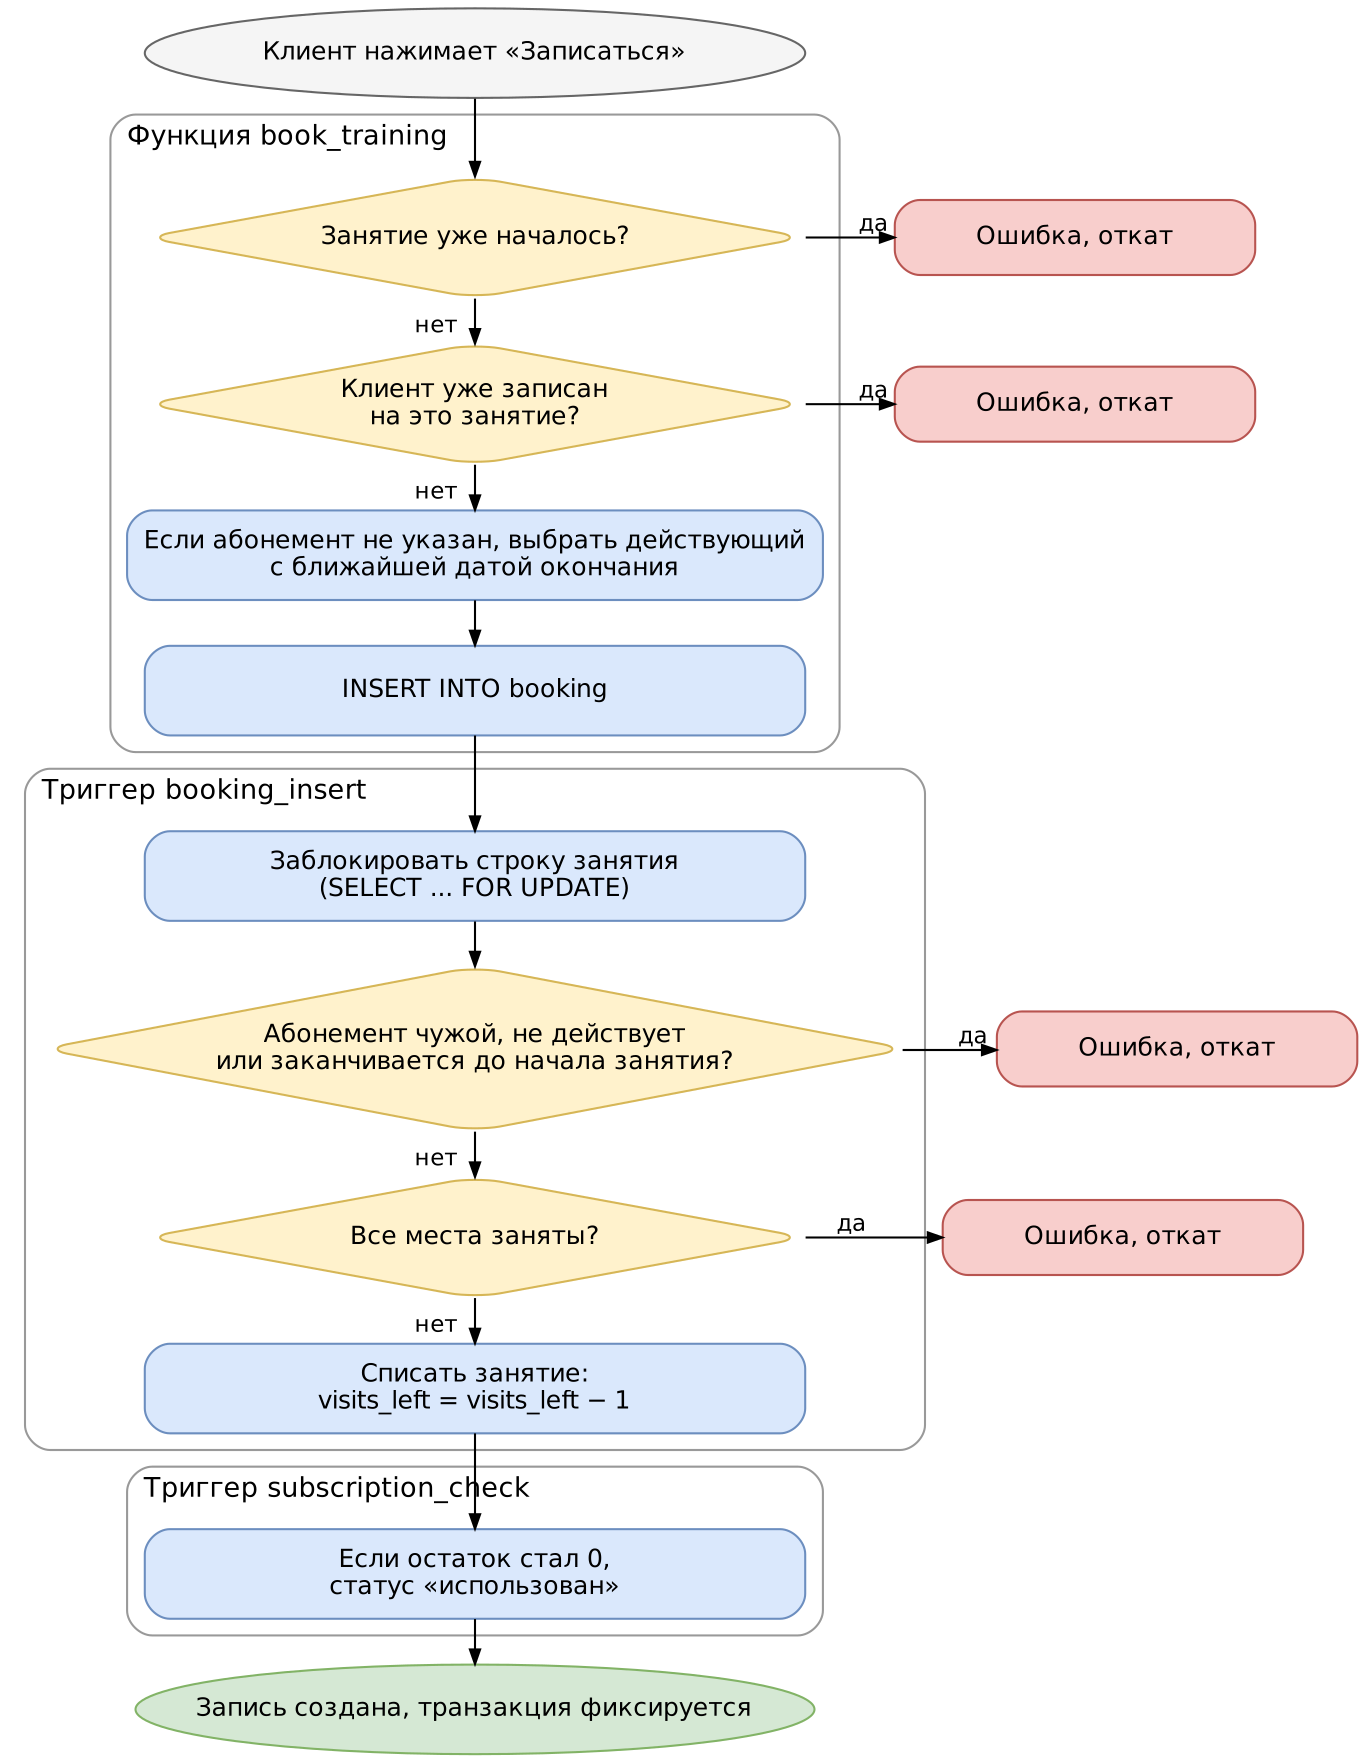 Клиент нажимает «Записаться»
Функция book_training
Занятие уже началось?
да
Ошибка, откат
нет
Клиент уже записан
на это занятие?
да
Ошибка, откат
нет
Если абонемент не указан, выбрать действующий
с ближайшей датой окончания
INSERT INTO booking
Триггер booking_insert
Заблокировать строку занятия
(SELECT ... FOR UPDATE)
Абонемент чужой, не действует
или заканчивается до начала занятия?
да
Ошибка, откат
нет
Все места заняты?
да
Ошибка, откат
нет
Списать занятие:
visits_left = visits_left − 1
Триггер subscription_check
Если остаток стал 0,
статус «использован»
Запись создана, транзакция фиксируется